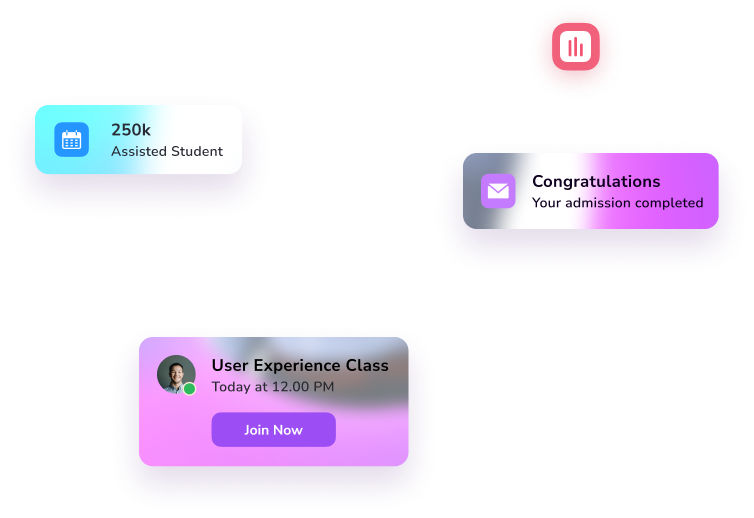 250k
Assisted Student
Congratulations
Your admission completed
User Experience Class
Today at 12.00 PM
Join Now